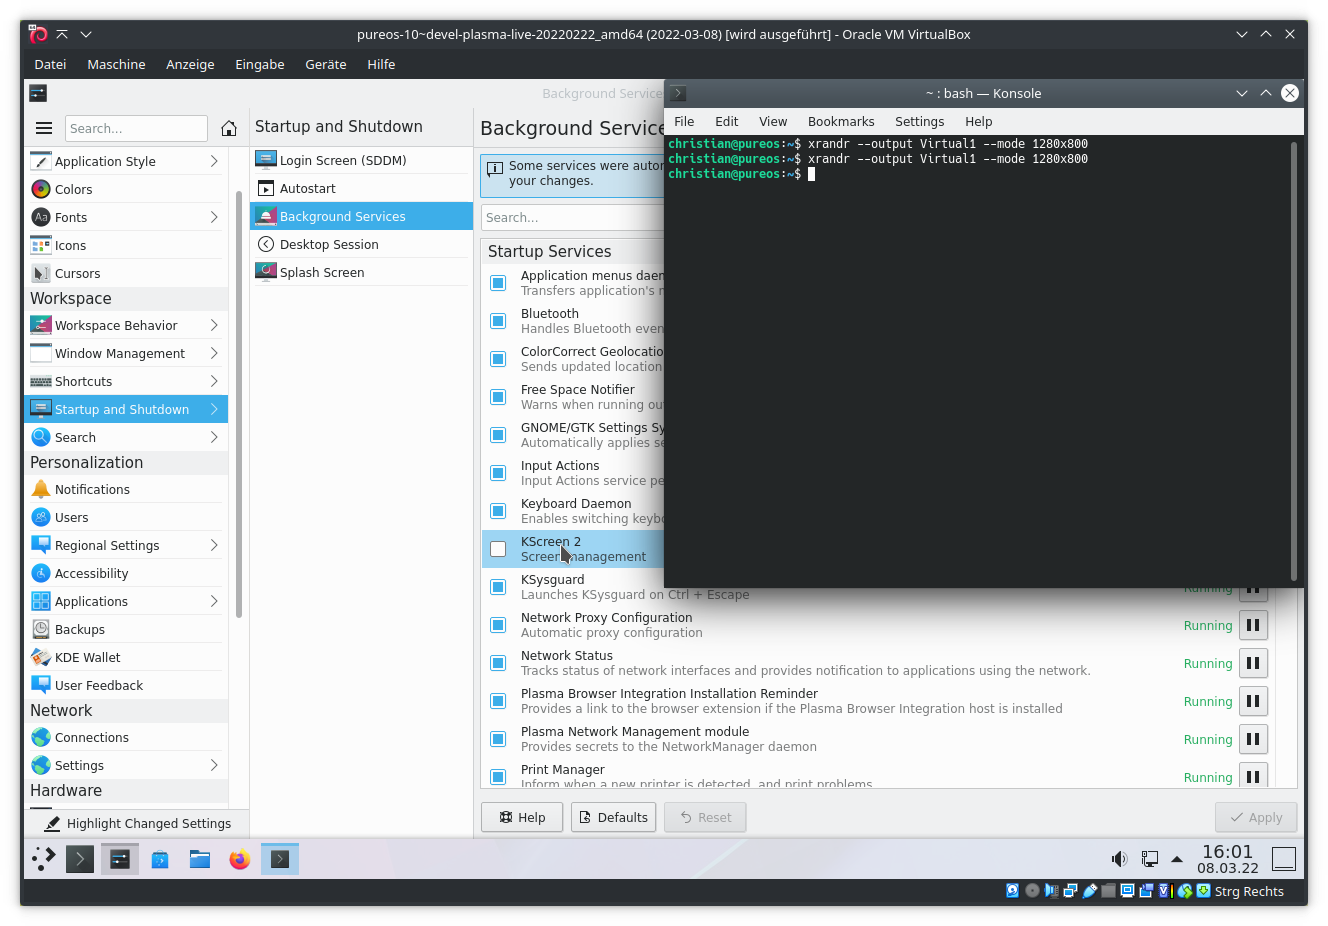 pureos-10~devel-plasma-live-20220222_amd64 (2022-03-08) [wird ausgeführt] - Oracle VM VirtualBox
Datei Maschine Anzeige Eingabe Geräte Hilfe
Background Service
~ : bash — Konsole
File Edit View Bookmarks Settings Help
christian@pureos:~$ xrandr --output Virtual1 --mode 1280x800
christian@pureos:~$ xrandr --output Virtual1 --mode 1280x800
christian@pureos:~$
Search...
Application Style
Colors
Fonts
Icons
Cursors
Workspace
Workspace Behavior
Window Management
Shortcuts
Startup and Shutdown
Search
Personalization
Notifications
Users
Regional Settings
Accessibility
Applications
Backups
KDE Wallet
User Feedback
Network
Connections
Settings
Hardware
Highlight Changed Settings
Startup and Shutdown
Login Screen (SDDM)
Autostart
Background Services
Desktop Session
Splash Screen
Background Service
Some services were autor
your changes.
Search...
Startup Services
Application menus daem
Transfers application's m
Bluetooth
Handles Bluetooth even
ColorCorrect Geolocatio
Sends updated location
Free Space Notifier
Warns when running ou
GNOME/GTK Settings Sy
Automatically applies se
Input Actions
Input Actions service pe
Keyboard Daemon
Enables switching keybo
KScreen 2
Screen management
KSysguard
Launches KSysguard on Ctrl + Escape
Running
Network Proxy Configuration
Automatic proxy configuration
Running
Network Status
Tracks status of network interfaces and provides notification to applications using the network.
Running
Plasma Browser Integration Installation Reminder
Provides a link to the browser extension if the Plasma Browser Integration host is installed
Running
Plasma Network Management module
Provides secrets to the NetworkManager daemon
Running
Print Manager
Inform when a new printer is detected, and print problems
Running
Help Defaults Reset Apply
16:01
08.03.22
Strg Rechts